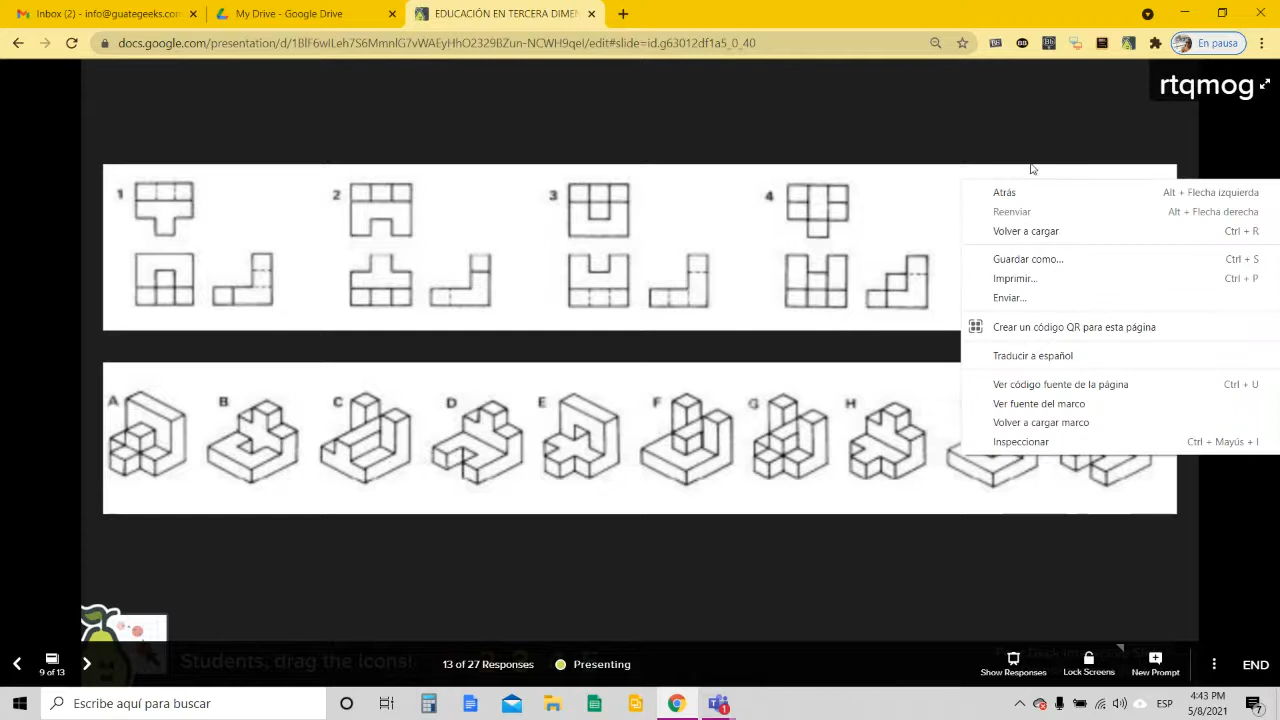 Inbox (2) - info@guategeeks.com
My Drive - Google Drive
EDUCACIÓN EN TERCERA DIMEN
docs.google.com/presentation/d/1BlF6wlLeh7S6MmnlG7vWAEyHhO2329BZun-NCWH9qeI/edit#slide=id.g63012df1a5_0_40
En pausa
rtqmog
1
2
3
4
Atrás Alt + Flecha izquierda
Reenviar Alt + Flecha derecha
Volver a cargar Ctrl + R
Guardar como... Ctrl + S
Imprimir... Ctrl + P
Enviar...
Crear un código QR para esta página
Traducir a español
Ver código fuente de la página Ctrl + U
Ver fuente del marco
Volver a cargar marco
Inspeccionar Ctrl + Mayús + I
A
B
C
D
E
F
G
H
9 of 13
Students, drag the icons!
13 of 27 Responses
Presenting
Show Responses
Lock Screens
New Prompt
END
Escribe aquí para buscar
ESP
4:43 PM
5/8/2021